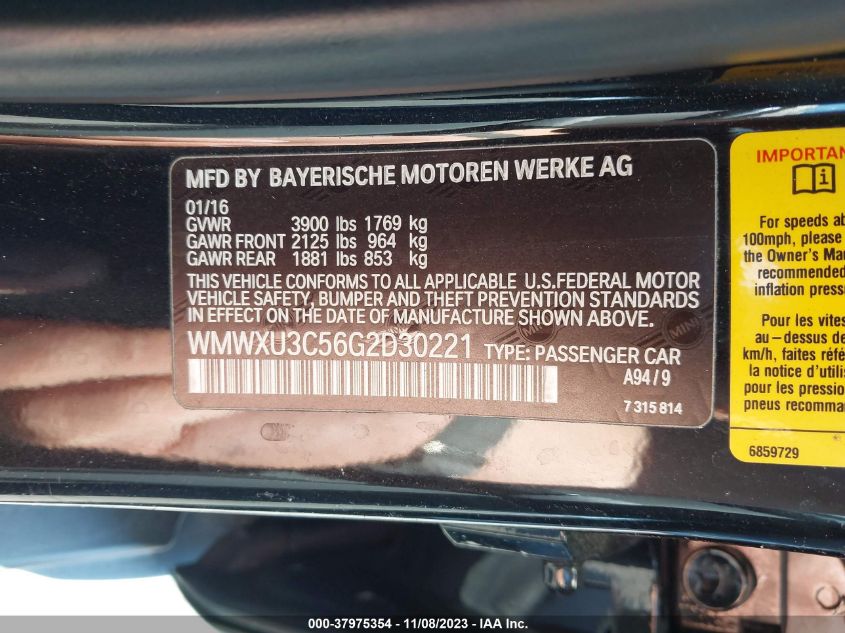 MFD BY BAYERISCHE MOTOREN WERKE AG
01/16
GVWR 3900 lbs 1769 kg
GAWR FRONT 2125 lbs 964 kg
GAWR REAR 1881 lbs 853 kg
THIS VEHICLE CONFORMS TO ALL APPLICABLE U.S.FEDERAL MOTOR
VEHICLE SAFETY, BUMPER AND THEFT PREVENTION STANDARDS
IN EFFECT ON THE DATE OF MANUFACTURE SHOWN ABOVE.
WMWXU3C56G2D30221 TYPE: PASSENGER CAR
A94/9
7 315 814
IMPORTAN
For speeds ab
100mph, please
the Owner's Ma
recommended
inflation press
Pour les vites
au–dessus de
km/h, faites réfé
la notice d'utilis
pour les pression
pneus recomma
6859729
MINI
000-37975354 - 11/08/2023 - IAA Inc.